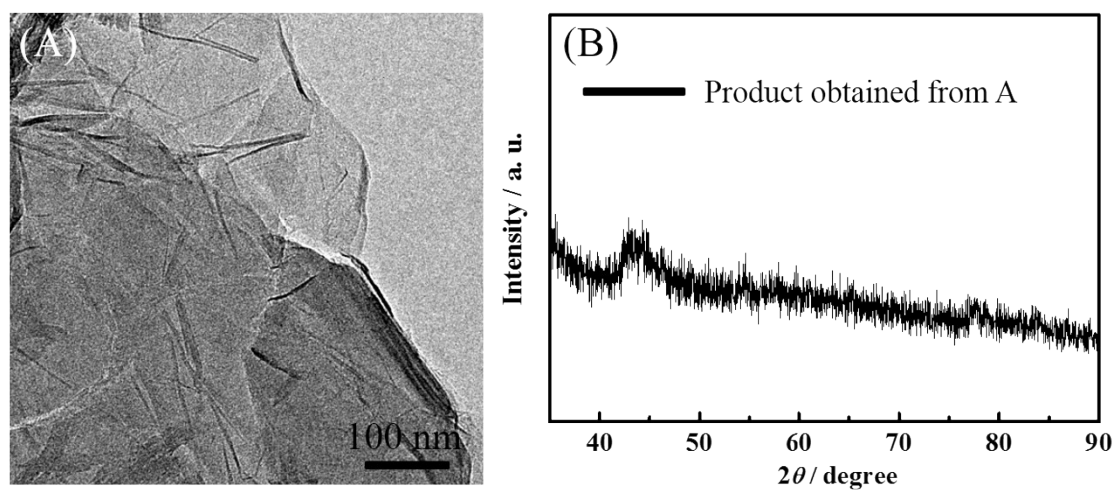 (A)
100 nm
(B)
Product obtained from A
Intensity / a. u.
40 50 60 70 80 90
2θ / degree